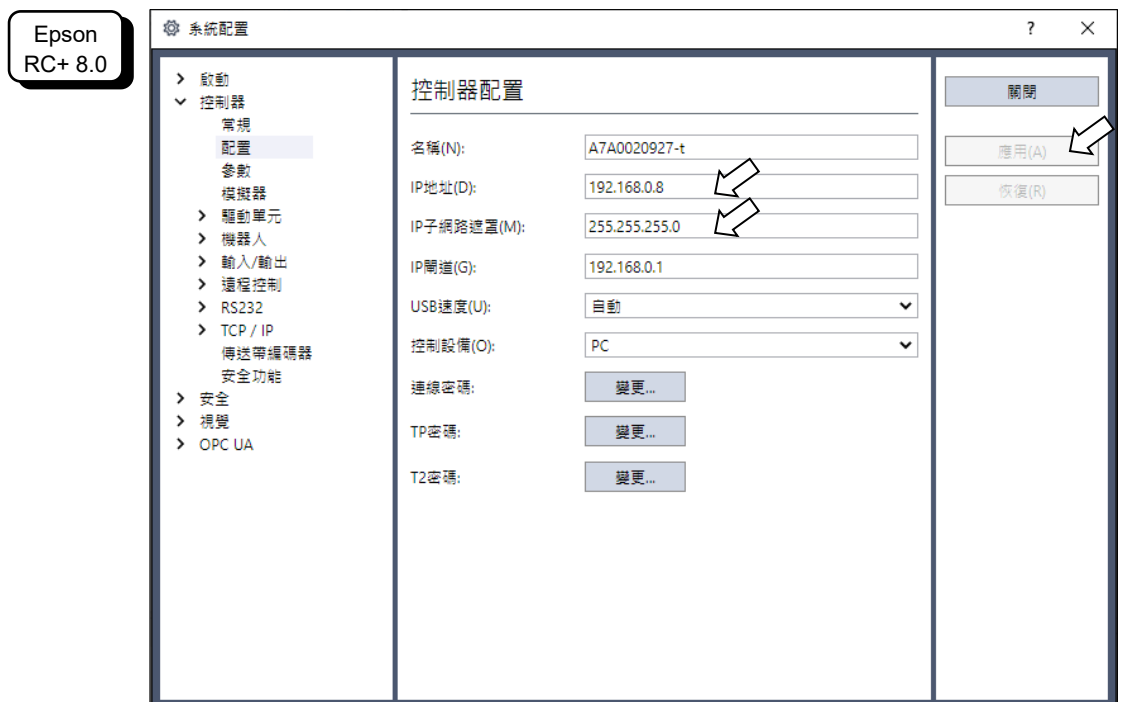 Epson
RC+ 8.0
系統配置
?
啟動
控制器
常規
配置
參數
模擬器
驅動單元
機器人
輸入/輸出
遠程控制
RS232
TCP / IP
傳送帶編碼器
安全功能
安全
視覺
OPC UA
控制器配置
名稱(N): A7A0020927-t
IP地址(D): 192.168.0.8
IP子網路遮罩(M): 255.255.255.0
IP閘道(G): 192.168.0.1
USB速度(U): 自動
控制設備(O): PC
連線密碼: 變更...
TP密碼: 變更...
T2密碼: 變更...
關閉
應用(A)
恢復(R)